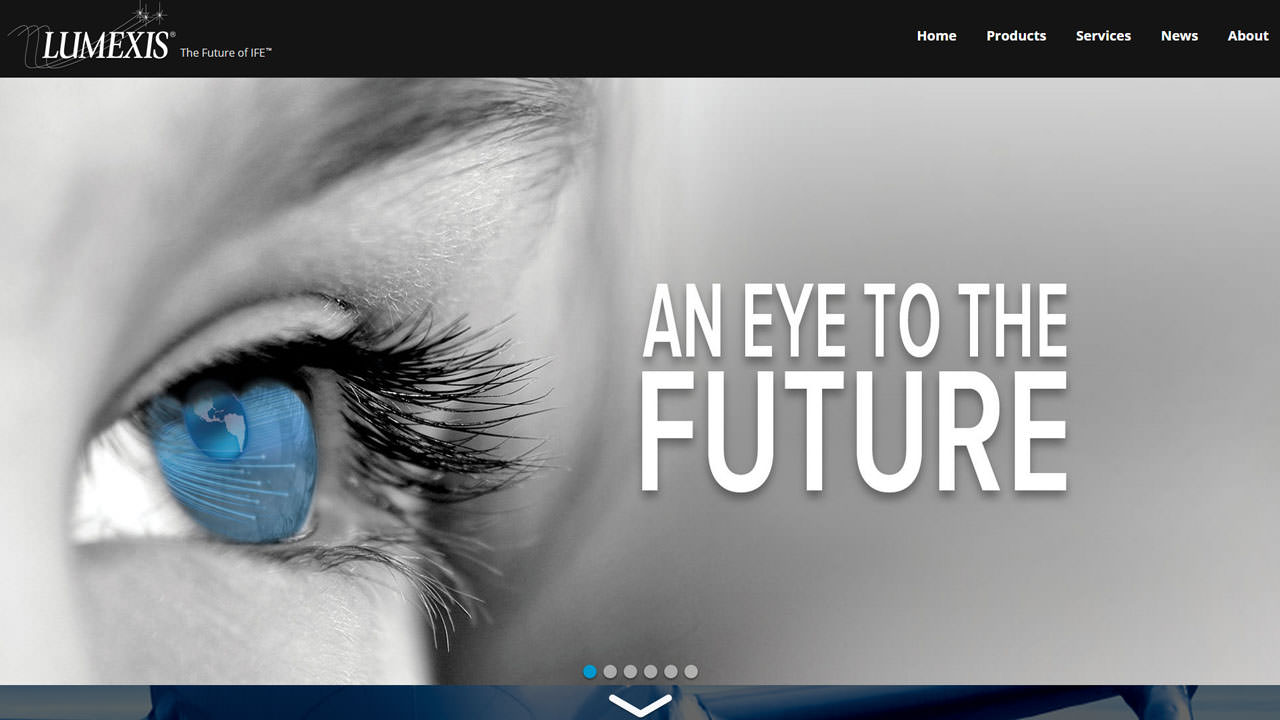 LUMEXIS®
The Future of IFE™
Home
Products
Services
News
About
AN EYE TO THE
FUTURE